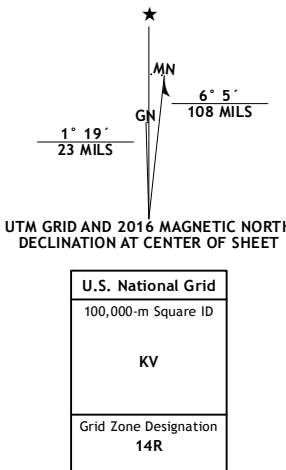 ★
MN
GN
6° 5´
108 MILS
1° 19´
23 MILS
UTM GRID AND 2016 MAGNETIC NORTH
DECLINATION AT CENTER OF SHEET
U.S. National Grid
100,000-m Square ID
KV
Grid Zone Designation
14R